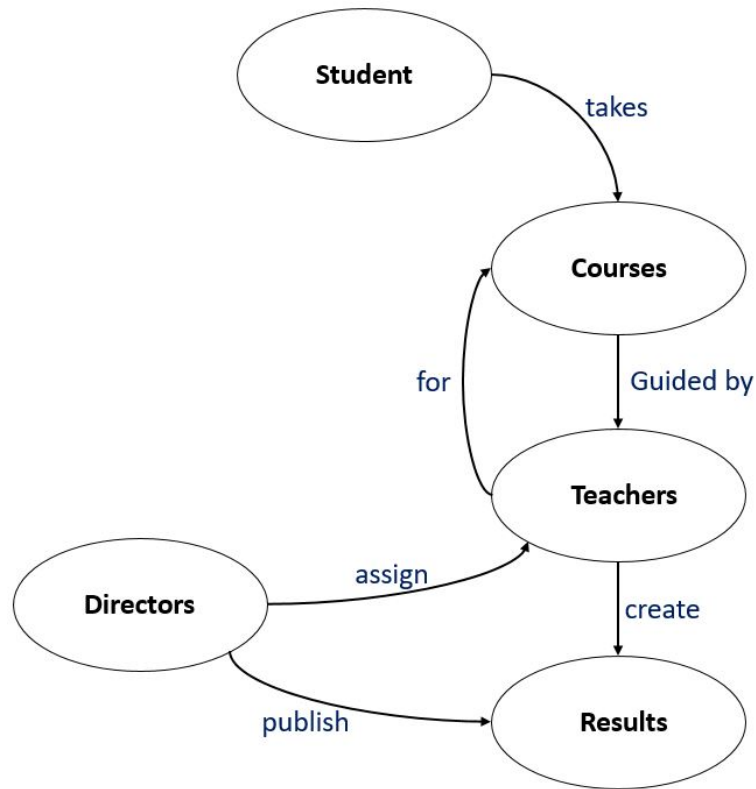 Student
takes
Courses
for
Guided by
Teachers
assign
Directors
create
publish
Results